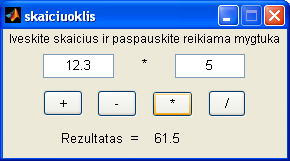 skaiciuoklis
Iveskite skaicius ir paspauskite reikiama mygtuka
12.3 * 5
+ - * /
Rezultatas = 61.5